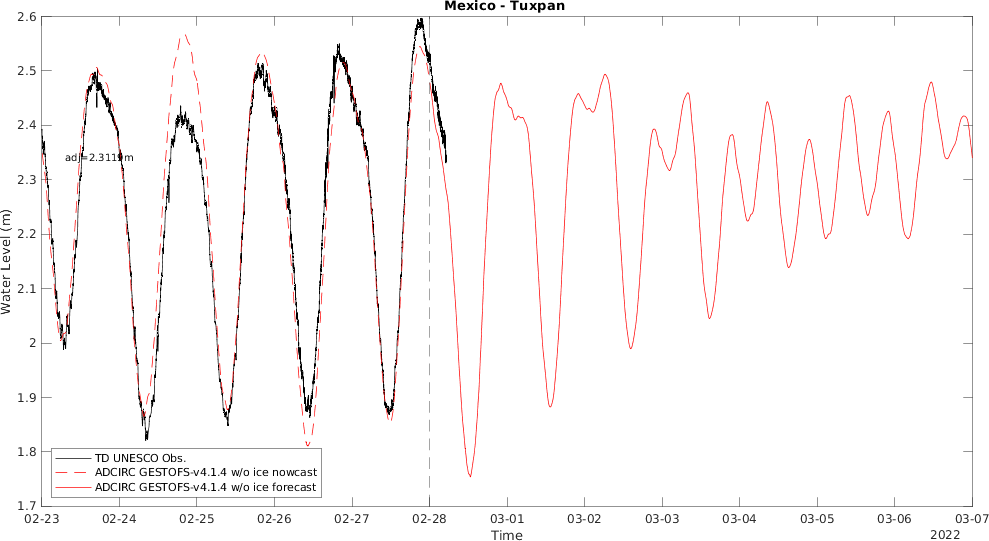 Mexico - Tuxpan
2.6
2.5
2.4
2.3
2.2
2.1
2
1.9
1.8
1.7
Water Level (m)
adj=2.3119m
TD UNESCO Obs.
ADCIRC GESTOFS-v4.1.4 w/o ice nowcast
ADCIRC GESTOFS-v4.1.4 w/o ice forecast
02-23 02-24 02-25 02-26 02-27 02-28 03-01 03-02 03-03 03-04 03-05 03-06 03-07
Time
2022